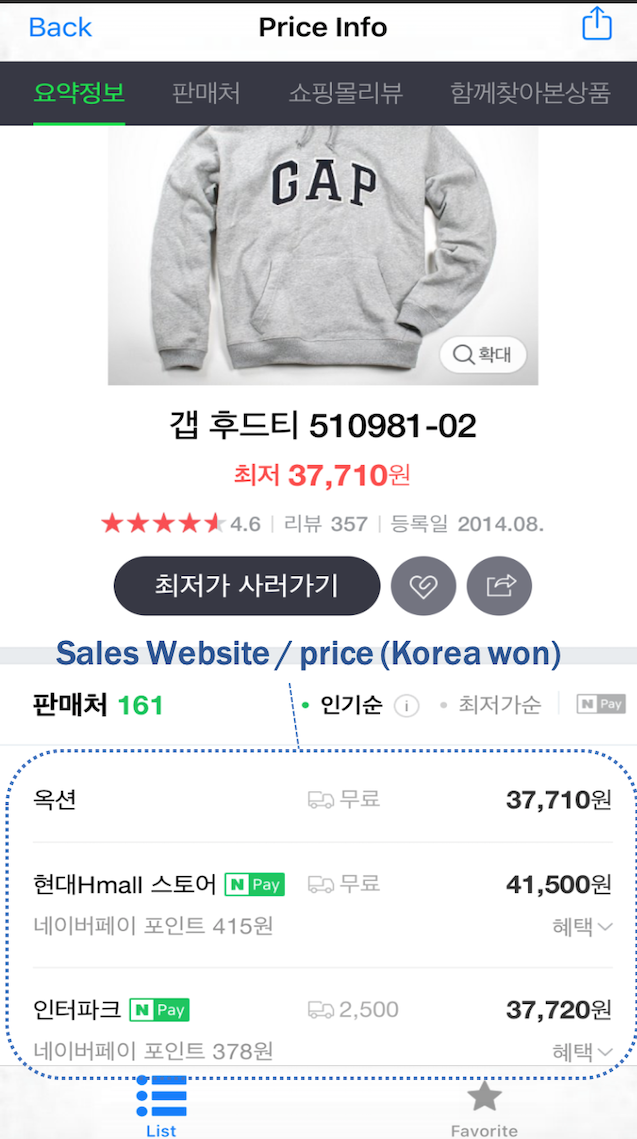 Back Price Info
요약정보 판매처 쇼핑몰리뷰 함께찾아본상품
GAP
확대
갭 후드티 510981-02
최저 37,710원
4.6 | 리뷰 357 | 등록일 2014.08.
최저가 사러가기
Sales Website / price (Korea won)
판매처 161 • 인기순 i • 최저가순 | N Pay
옥션 무료 37,710원
현대Hmall 스토어 N Pay 무료 41,500원
네이버페이 포인트 415원 혜택
인터파크 N Pay 2,500 37,720원
네이버페이 포인트 378원 혜택
List Favorite